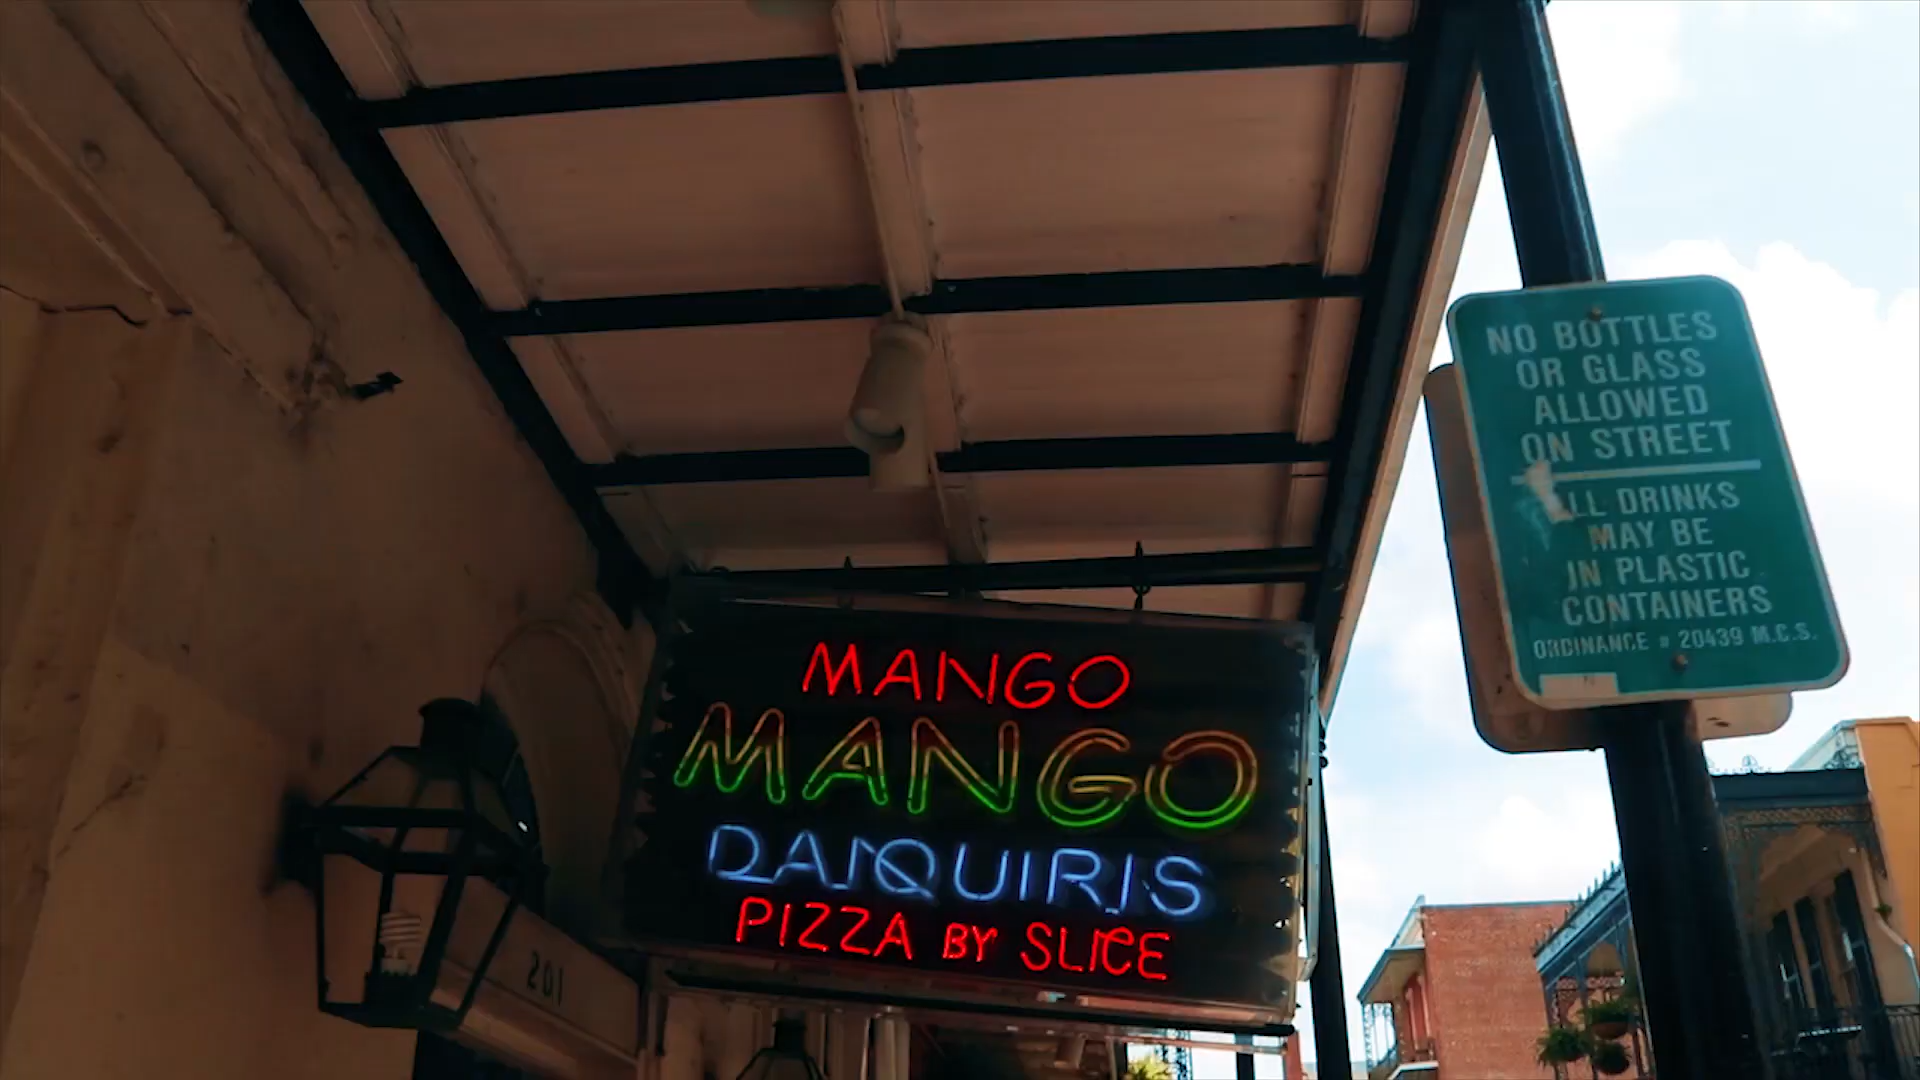 MANGO
MANGO
DAIQUIRIS
PIZZA BY SLICE
201
NO BOTTLES
OR GLASS
ALLOWED
ON STREET
ALL DRINKS
MAY BE
IN PLASTIC
CONTAINERS
ORDINANCE # 20439 M.C.S.